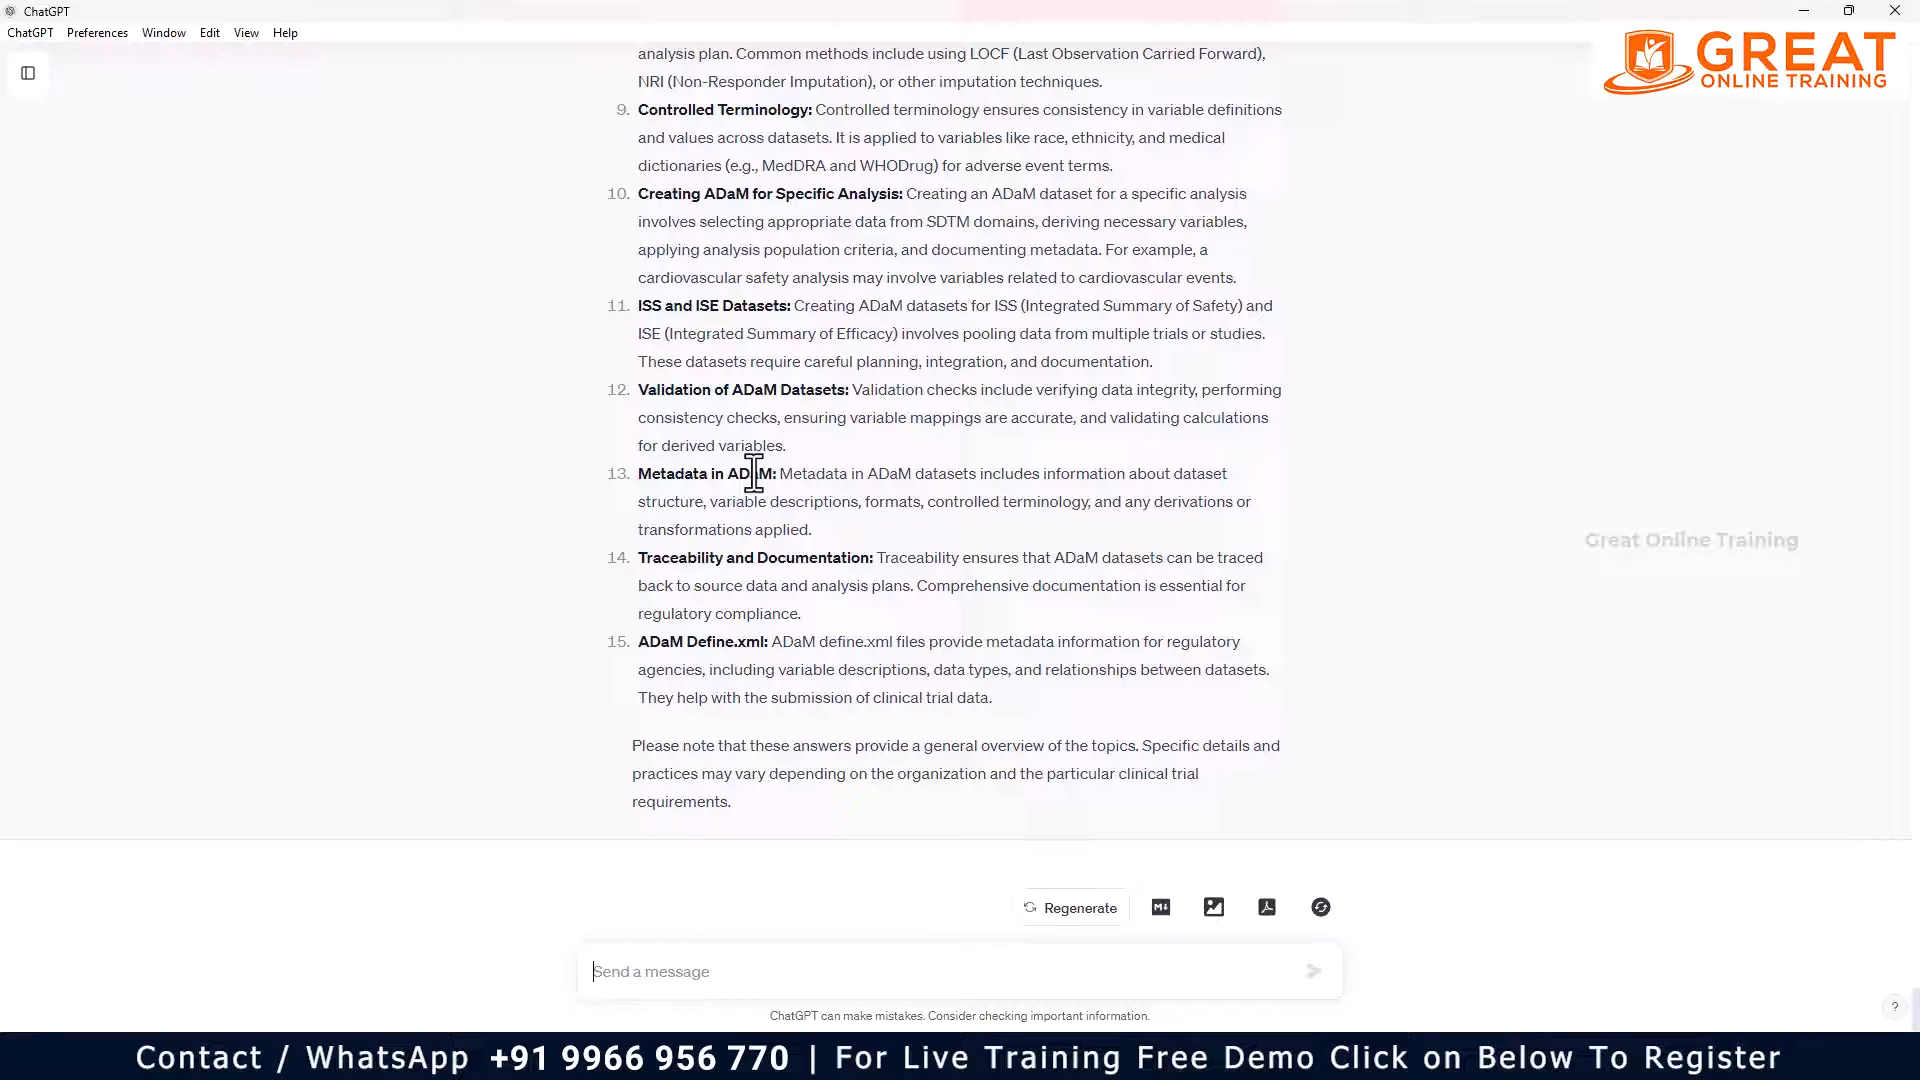 ChatGPT
ChatGPT Preferences Window Edit View Help
GREAT
ONLINE TRAINING
analysis plan. Common methods include using LOCF (Last Observation Carried Forward),
NRI (Non-Responder Imputation), or other imputation techniques.
9. Controlled Terminology: Controlled terminology ensures consistency in variable definitions
and values across datasets. It is applied to variables like race, ethnicity, and medical
dictionaries (e.g., MedDRA and WHODrug) for adverse event terms.
10. Creating ADaM for Specific Analysis: Creating an ADaM dataset for a specific analysis
involves selecting appropriate data from SDTM domains, deriving necessary variables,
applying analysis population criteria, and documenting metadata. For example, a
cardiovascular safety analysis may involve variables related to cardiovascular events.
11. ISS and ISE Datasets: Creating ADaM datasets for ISS (Integrated Summary of Safety) and
ISE (Integrated Summary of Efficacy) involves pooling data from multiple trials or studies.
These datasets require careful planning, integration, and documentation.
12. Validation of ADaM Datasets: Validation checks include verifying data integrity, performing
consistency checks, ensuring variable mappings are accurate, and validating calculations
for derived variables.
13. Metadata in ADaM: Metadata in ADaM datasets includes information about dataset
structure, variable descriptions, formats, controlled terminology, and any derivations or
transformations applied.
Great Online Training
14. Traceability and Documentation: Traceability ensures that ADaM datasets can be traced
back to source data and analysis plans. Comprehensive documentation is essential for
regulatory compliance.
15. ADaM Define.xml: ADaM define.xml files provide metadata information for regulatory
agencies, including variable descriptions, data types, and relationships between datasets.
They help with the submission of clinical trial data.
Please note that these answers provide a general overview of the topics. Specific details and
practices may vary depending on the organization and the particular clinical trial
requirements.
Regenerate
Send a message
ChatGPT can make mistakes. Consider checking important information.
?
Contact / WhatsApp +91 9966 956 770 | For Live Training Free Demo Click on Below To Register